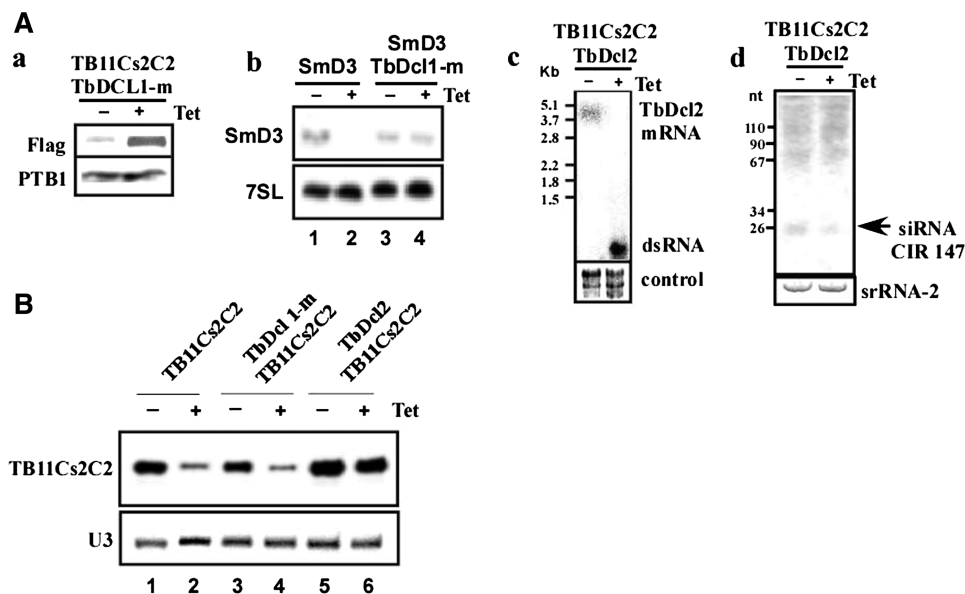 A
a
TB11Cs2C2
TbDCL1-m
− + Tet
Flag
PTB1
b
SmD3
SmD3
TbDcl1-m
− + − + Tet
SmD3
7SL
1 2 3 4
c
TB11Cs2C2
TbDcl2
Kb − + Tet
5.1
3.7
2.8
2.2
1.8
1.5
TbDcl2
mRNA
dsRNA
control
d
TB11Cs2C2
TbDcl2
nt − + Tet
110
90
67
34
26
siRNA
CIR 147
srRNA-2
B
TB11Cs2C2
TbDcl 1-m
TB11Cs2C2
TbDcl2
TB11Cs2C2
− + − + − + Tet
TB11Cs2C2
U3
1 2 3 4 5 6